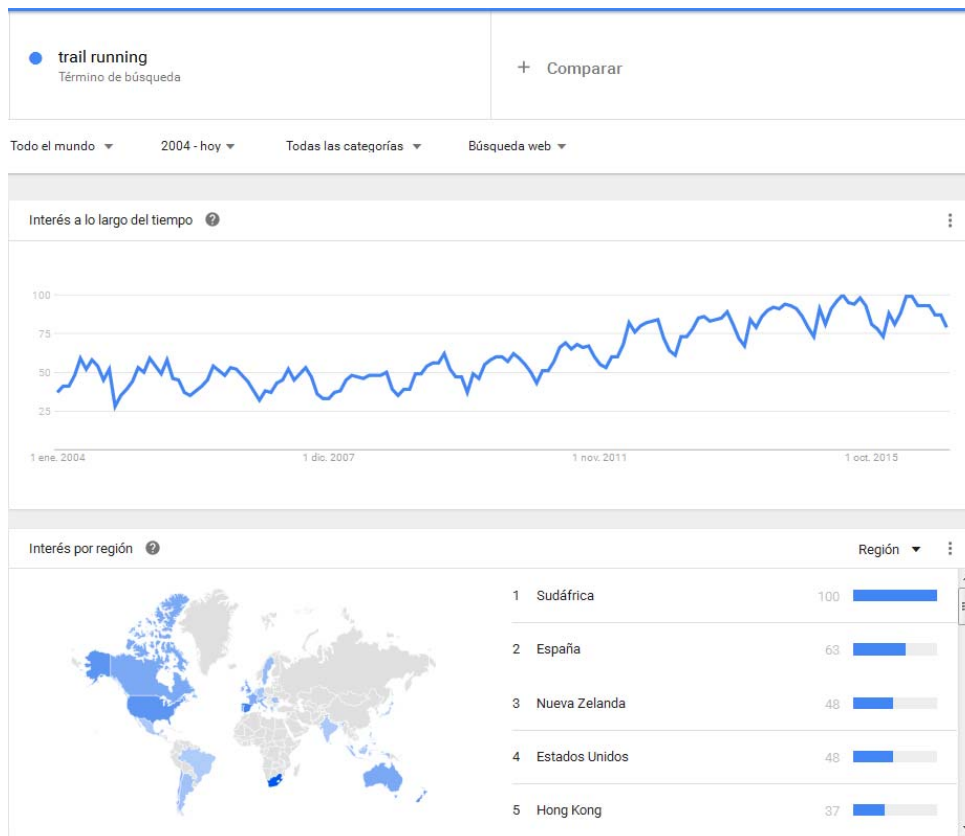 trail running
Término de búsqueda
+ Comparar
Todo el mundo 2004 - hoy Todas las categorías Búsqueda web
Interés a lo largo del tiempo ?
100
75
50
25
1 ene. 2004 1 dic. 2007 1 nov. 2011 1 oct. 2015
Interés por región ? Región
1 Sudáfrica 100
2 España 63
3 Nueva Zelanda 48
4 Estados Unidos 48
5 Hong Kong 37